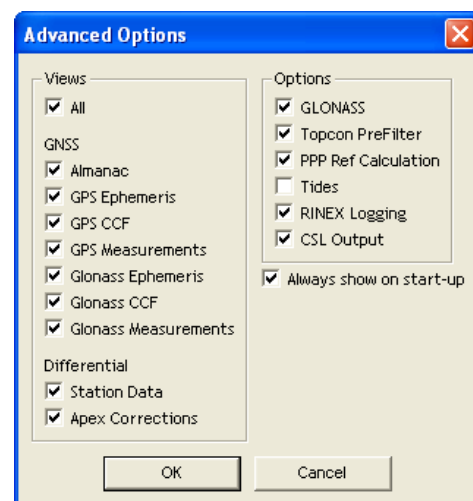 Advanced Options
Views
All
GNSS
Almanac
GPS Ephemeris
GPS CCF
GPS Measurements
Glonass Ephemeris
Glonass CCF
Glonass Measurements
Differential
Station Data
Apex Corrections
Options
GLONASS
Topcon PreFilter
PPP Ref Calculation
Tides
RINEX Logging
CSL Output
Always show on start-up
OK
Cancel